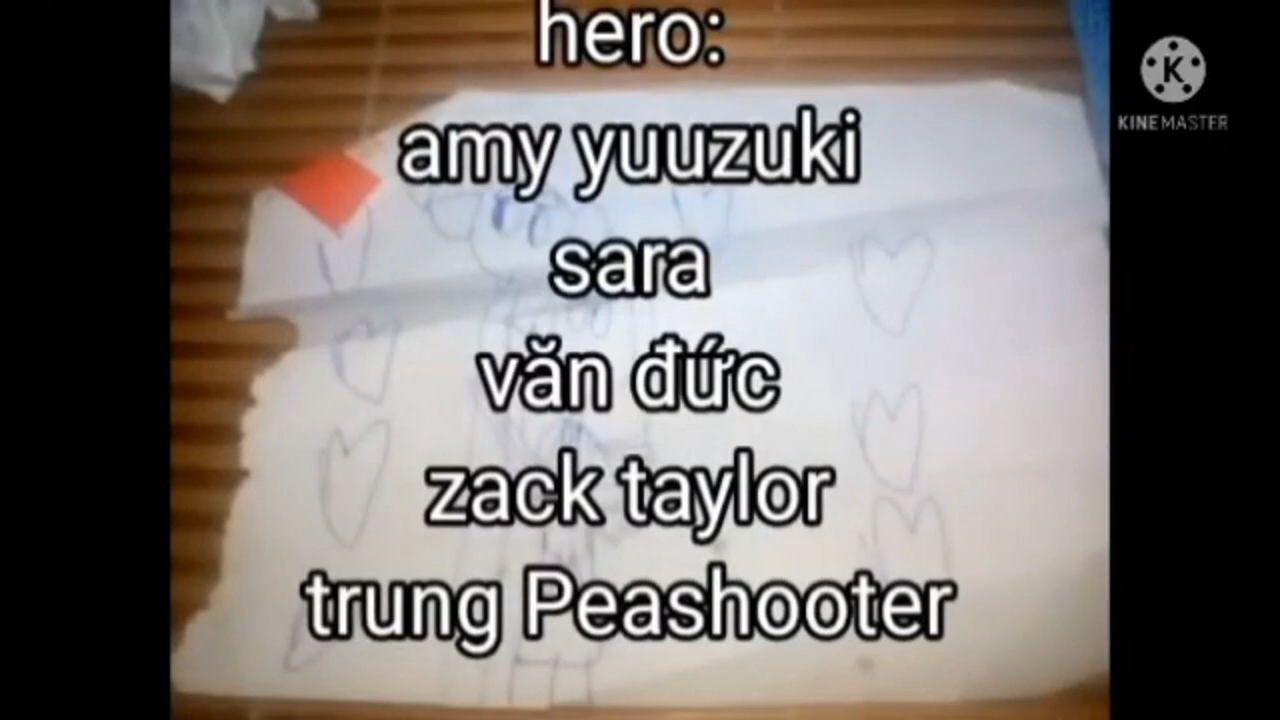 hero:
K
KINEMASTER
amy yuuzuki
sara
văn đức
zack taylor
trung Peashooter